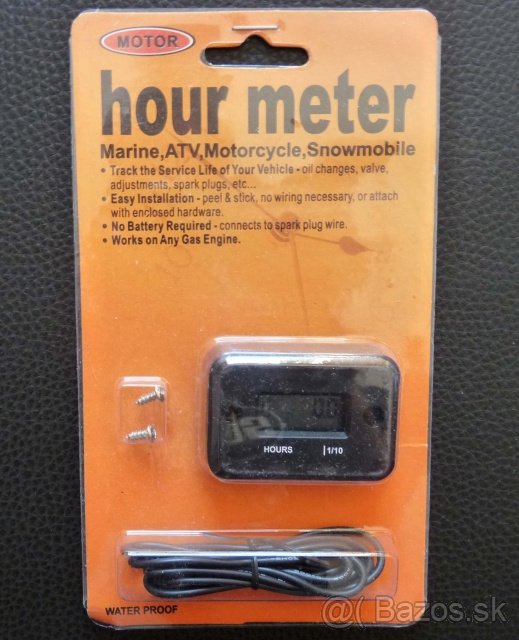 MOTOR
hour meter
Marine,ATV,Motorcycle,Snowmobile
• Track the Service Life of Your Vehicle - oil changes, valve,
adjustments, spark plugs, etc...
• Easy Installation - peel & stick, no wiring necessary, or attach
with enclosed hardware.
• No Battery Required - connects to spark plug wire.
• Works on Any Gas Engine.
00
HOURS |1/10
WATER PROOF
@( Bazos.sk